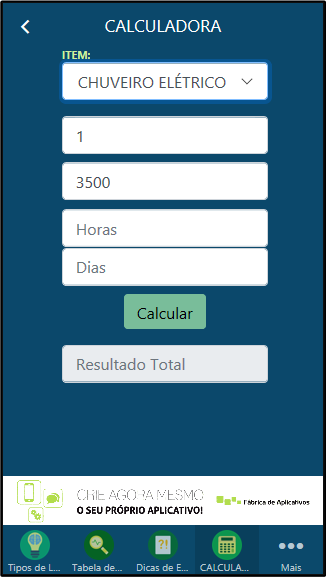 CALCULADORA
ITEM:
CHUVEIRO ELÉTRICO
1
3500
Horas
Dias
Calcular
Resultado Total
CRIE AGORA MESMO
O SEU PRÓPRIO APLICATIVO!
Fábrica de Aplicativos
Tipos de L... Tabela de... Dicas de E... CALCULA... Mais